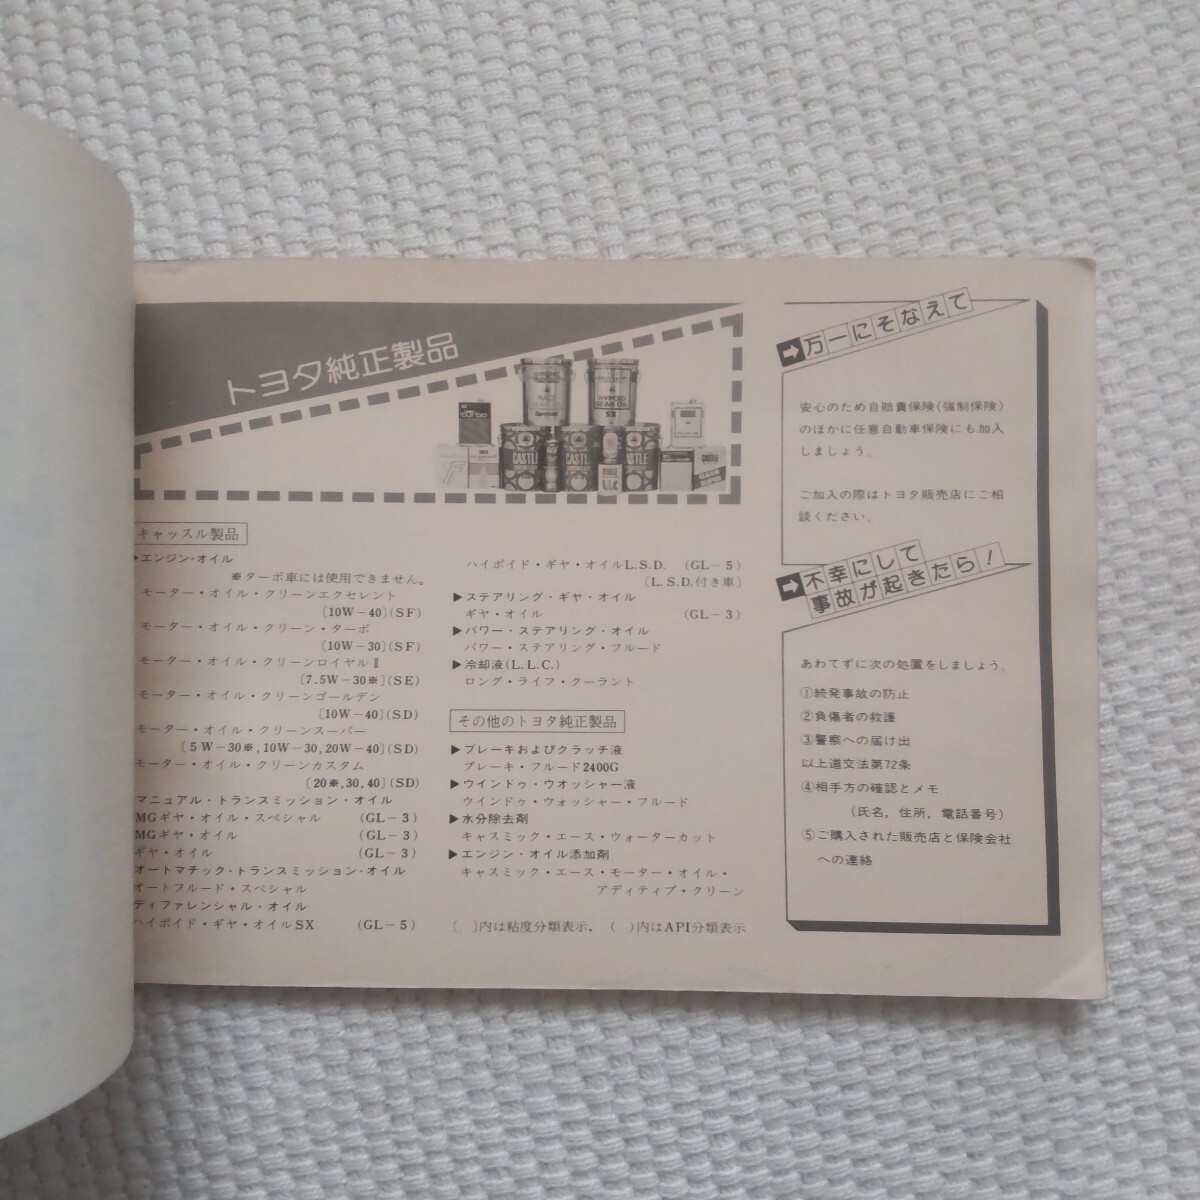 トヨタ純正製品
turbo
MG
GEAR OIL
Special
HYPOID
GEAR OIL
SX
CASTLE
CASTLE
CASTLE
LLC
キャッスル製品
▶エンジン・オイル
※ターボ車には使用できません。
モーター・オイル・クリーンエクセレント
〔10W-40〕(SF)
モーター・オイル・クリーン・ターボ
〔10W-30〕(SF)
モーター・オイル・クリーンロイヤルⅡ
〔7.5W-30※〕(SE)
モーター・オイル・クリーンゴールデン
〔10W-40〕(SD)
モーター・オイル・クリーンスーパー
〔5W-30※,10W-30,20W-40〕(SD)
モーター・オイル・クリーンカスタム
〔20※,30,40〕(SD)
マニュアル・トランスミッション・オイル
MGギヤ・オイル・スペシャル (GL-3)
MGギヤ・オイル (GL-3)
ギヤ・オイル (GL-3)
オートマチック・トランスミッション・オイル
オートフルード・スペシャル
ディファレンシャル・オイル
ハイポイド・ギヤ・オイルSX (GL-5)
ハイポイド・ギヤ・オイルL.S.D. (GL-5)
〔L.S.D.付き車〕
▶ステアリング・ギヤ・オイル
ギヤ・オイル (GL-3)
▶パワー・ステアリング・オイル
パワー・ステアリング・フルード
▶冷却液(L.L.C.)
ロング・ライフ・クーラント
その他のトヨタ純正製品
▶ブレーキおよびクラッチ液
ブレーキ・フルード2400G
▶ウインドゥ・ウオッシャー液
ウインドゥ・ウォッシャー・フルード
▶水分除去剤
キャスミック・エース・ウォーターカット
▶エンジン・オイル添加剤
キャスミック・エース・モーター・オイル・
アディティブ・クリーン
〔 〕内は粘度分類表示, ( )内はAPI分類表示
➡万一にそなえて
安心のため自賠責保険(強制保険)
のほかに任意自動車保険にも加入
しましょう。
ご加入の際はトヨタ販売店にご相
談ください。
➡不幸にして
事故が起きたら！
あわてずに次の処置をしましょう。
①続発事故の防止
②負傷者の救護
③警察への届け出
以上道交法第72条
④相手方の確認とメモ
(氏名, 住所, 電話番号)
⑤ご購入された販売店と保険会社
への連絡